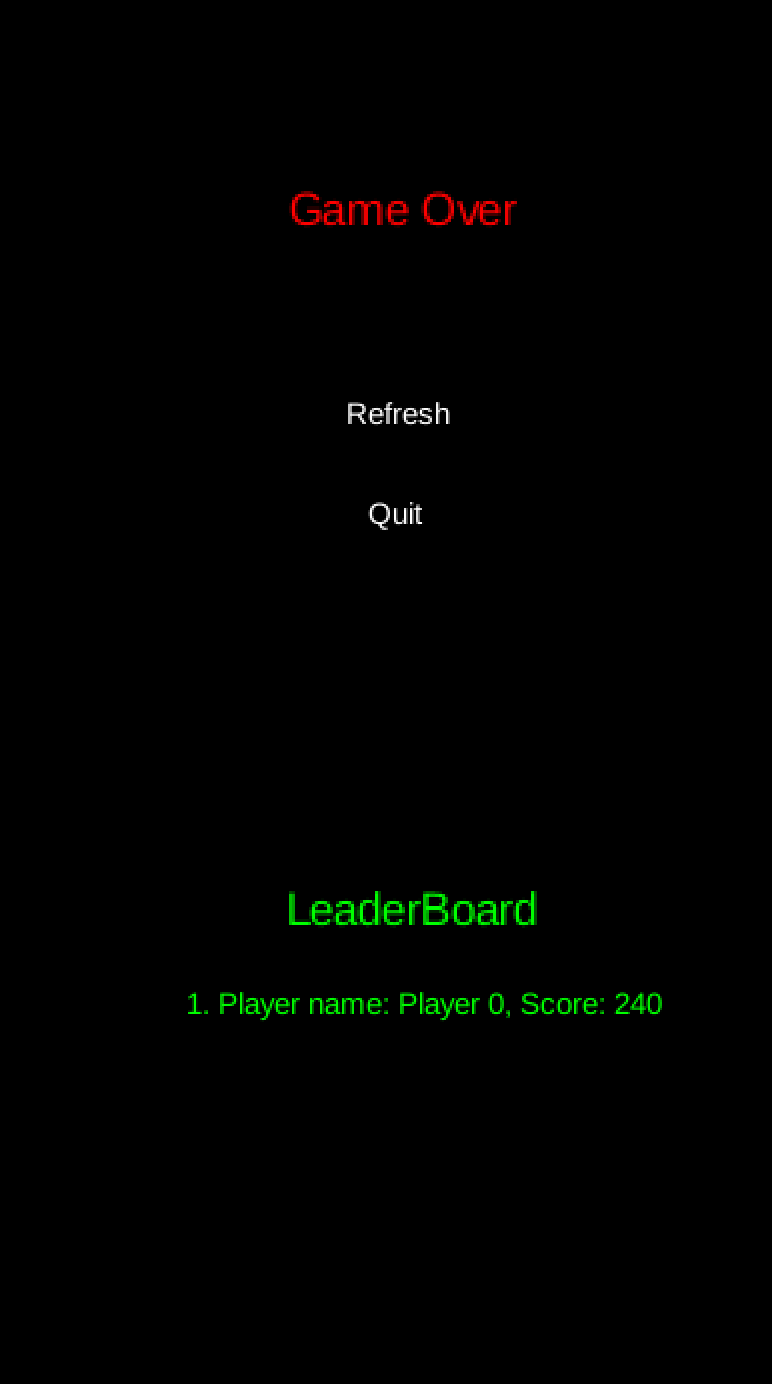 Game Over
Refresh
Quit
LeaderBoard
1. Player name: Player 0, Score: 240